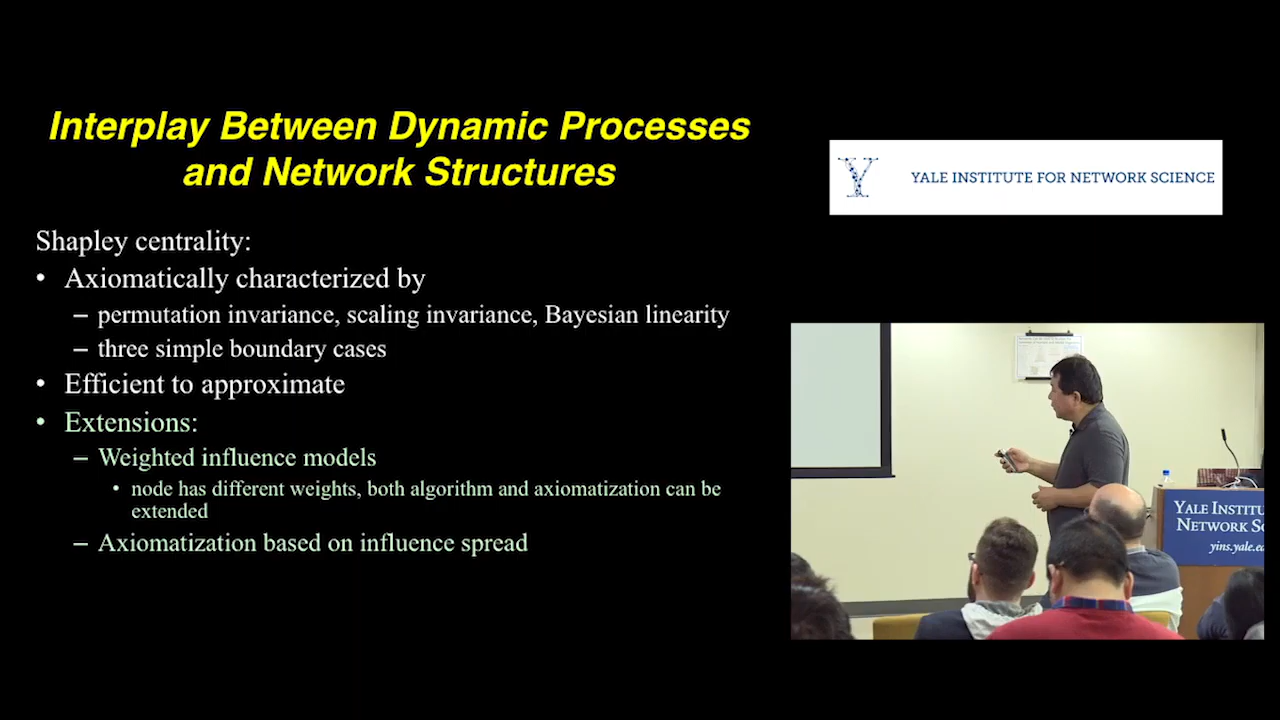 Interplay Between Dynamic Processes
and Network Structures
Shapley centrality:
• Axiomatically characterized by
– permutation invariance, scaling invariance, Bayesian linearity
– three simple boundary cases
• Efficient to approximate
• Extensions:
– Weighted influence models
• node has different weights, both algorithm and axiomatization can be
extended
– Axiomatization based on influence spread
YALE INSTITUTE FOR NETWORK SCIENCE
YALE INSTITU
NETWORK SC
yins.yale.e